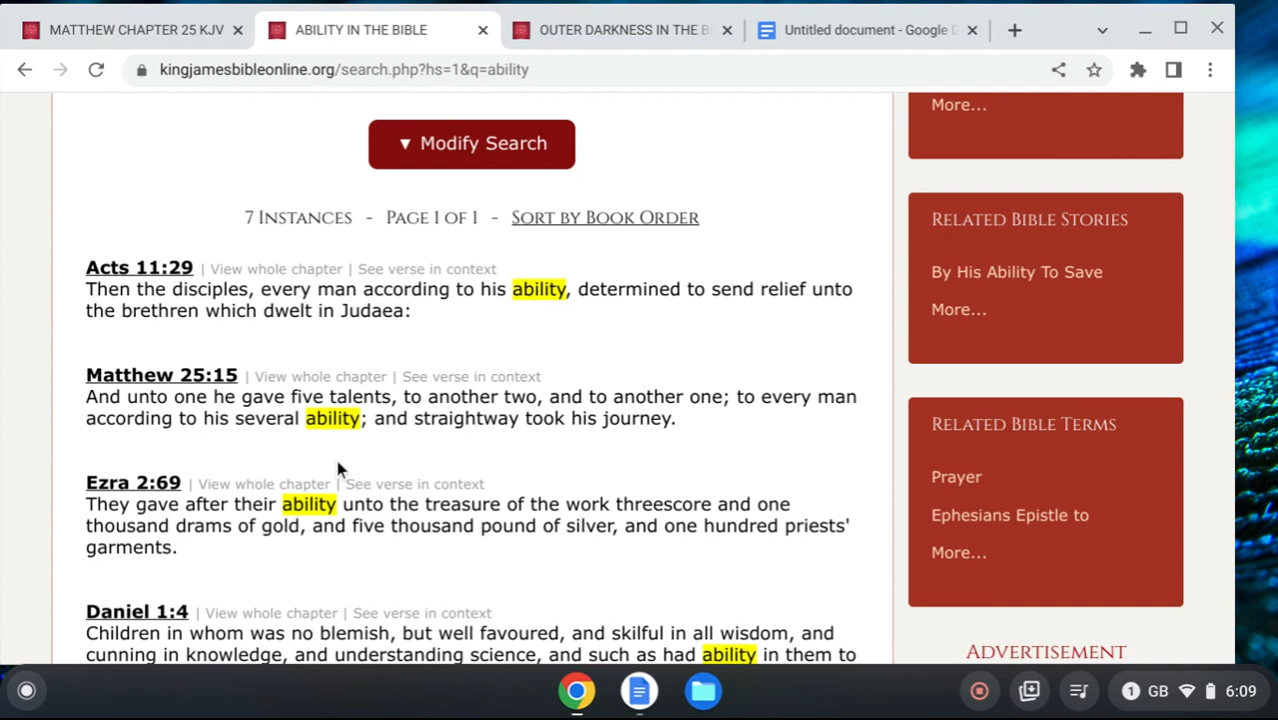 MATTHEW CHAPTER 25 KJV
ABILITY IN THE BIBLE
OUTER DARKNESS IN THE B
Untitled document - Google D
kingjamesbibleonline.org/search.php?hs=1&q=ability
More...
▼ Modify Search
7 Instances - Page 1 of 1 - Sort by Book Order
Related Bible Stories
By His Ability To Save
More...
Acts 11:29 | View whole chapter | See verse in context
Then the disciples, every man according to his ability, determined to send relief unto
the brethren which dwelt in Judaea:
Matthew 25:15 | View whole chapter | See verse in context
And unto one he gave five talents, to another two, and to another one; to every man
according to his several ability; and straightway took his journey.
Related Bible Terms
Prayer
Ephesians Epistle to
More...
Ezra 2:69 | View whole chapter | See verse in context
They gave after their ability unto the treasure of the work threescore and one
thousand drams of gold, and five thousand pound of silver, and one hundred priests'
garments.
Daniel 1:4 | View whole chapter | See verse in context
Children in whom was no blemish, but well favoured, and skilful in all wisdom, and
cunning in knowledge, and understanding science, and such as had ability in them to
Advertisement
1 GB 6:09